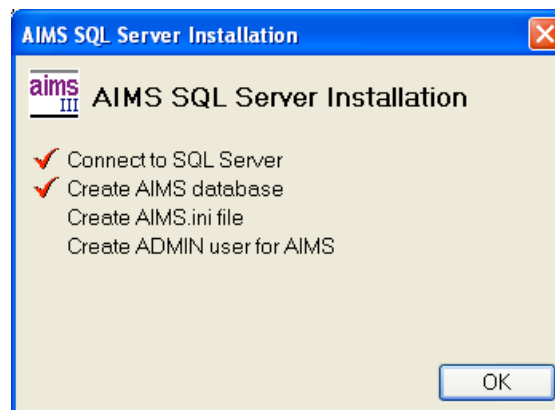 AIMS SQL Server Installation
aims
III
AIMS SQL Server Installation
Connect to SQL Server
Create AIMS database
Create AIMS.ini file
Create ADMIN user for AIMS
OK